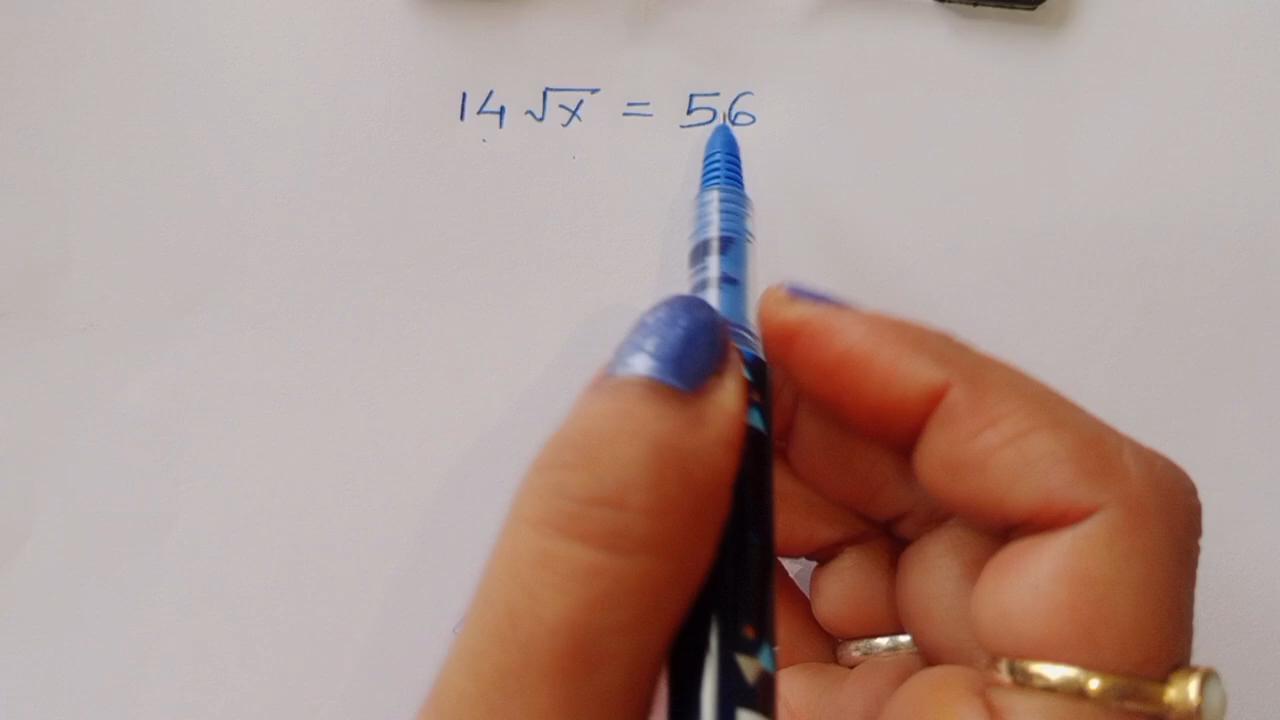 14 √x = 56